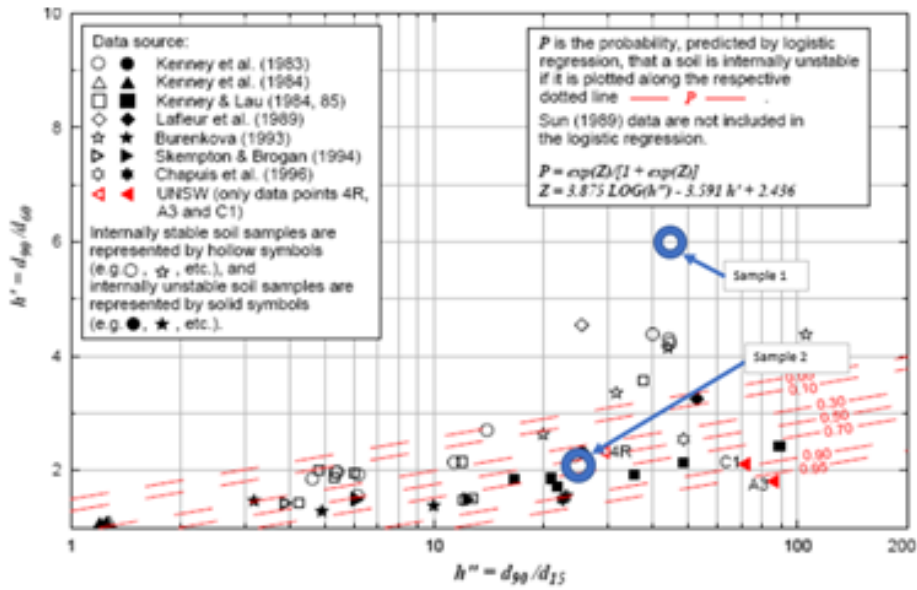 10
8
6
4
2
h' = d90/d60
Data source:
Kenney et al. (1983)
Kenney et al. (1984)
Kenney & Lau (1984, 85)
Lafleur et al. (1989)
Burenkova (1993)
Skempton & Brogan (1994)
Chapuis et al. (1996)
UNSW (only data points 4R,
A3 and C1)
Internally stable soil samples are
represented by hollow symbols
(e.g. ○, ☆, etc.), and
internally unstable soil samples are
represented by solid symbols
(e.g. ●, ★, etc.).
P is the probability, predicted by logistic
regression, that a soil is internally unstable
if it is plotted along the respective
dotted line — P — .
Sun (1989) data are not included in
the logistic regression.
P = exp(Z)/[1 + exp(Z)]
Z = 3.875 LOG(h") - 3.591 h' + 2.436
Sample 1
Sample 2
0.10
0.30
0.50
0.70
0.90
0.95
4R
C1
A3
1
10
100
200
h" = d90/d15